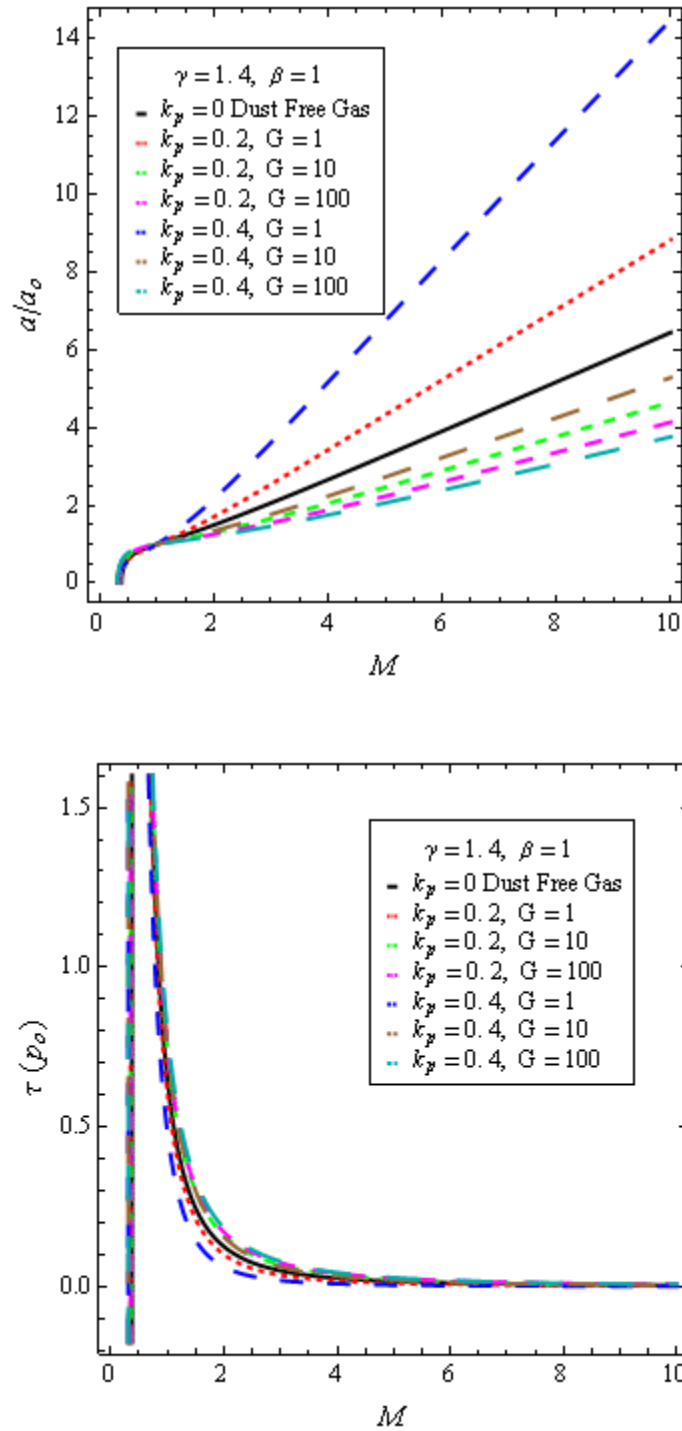 14
12
10
8
6
4
2
0
a/a_o
γ = 1.4, β = 1
k_p = 0 Dust Free Gas
k_p = 0.2, G = 1
k_p = 0.2, G = 10
k_p = 0.2, G = 100
k_p = 0.4, G = 1
k_p = 0.4, G = 10
k_p = 0.4, G = 100
0 2 4 6 8 10
M
1.5
1.0
0.5
0.0
τ (p_o)
γ = 1.4, β = 1
k_p = 0 Dust Free Gas
k_p = 0.2, G = 1
k_p = 0.2, G = 10
k_p = 0.2, G = 100
k_p = 0.4, G = 1
k_p = 0.4, G = 10
k_p = 0.4, G = 100
0 2 4 6 8 10
M